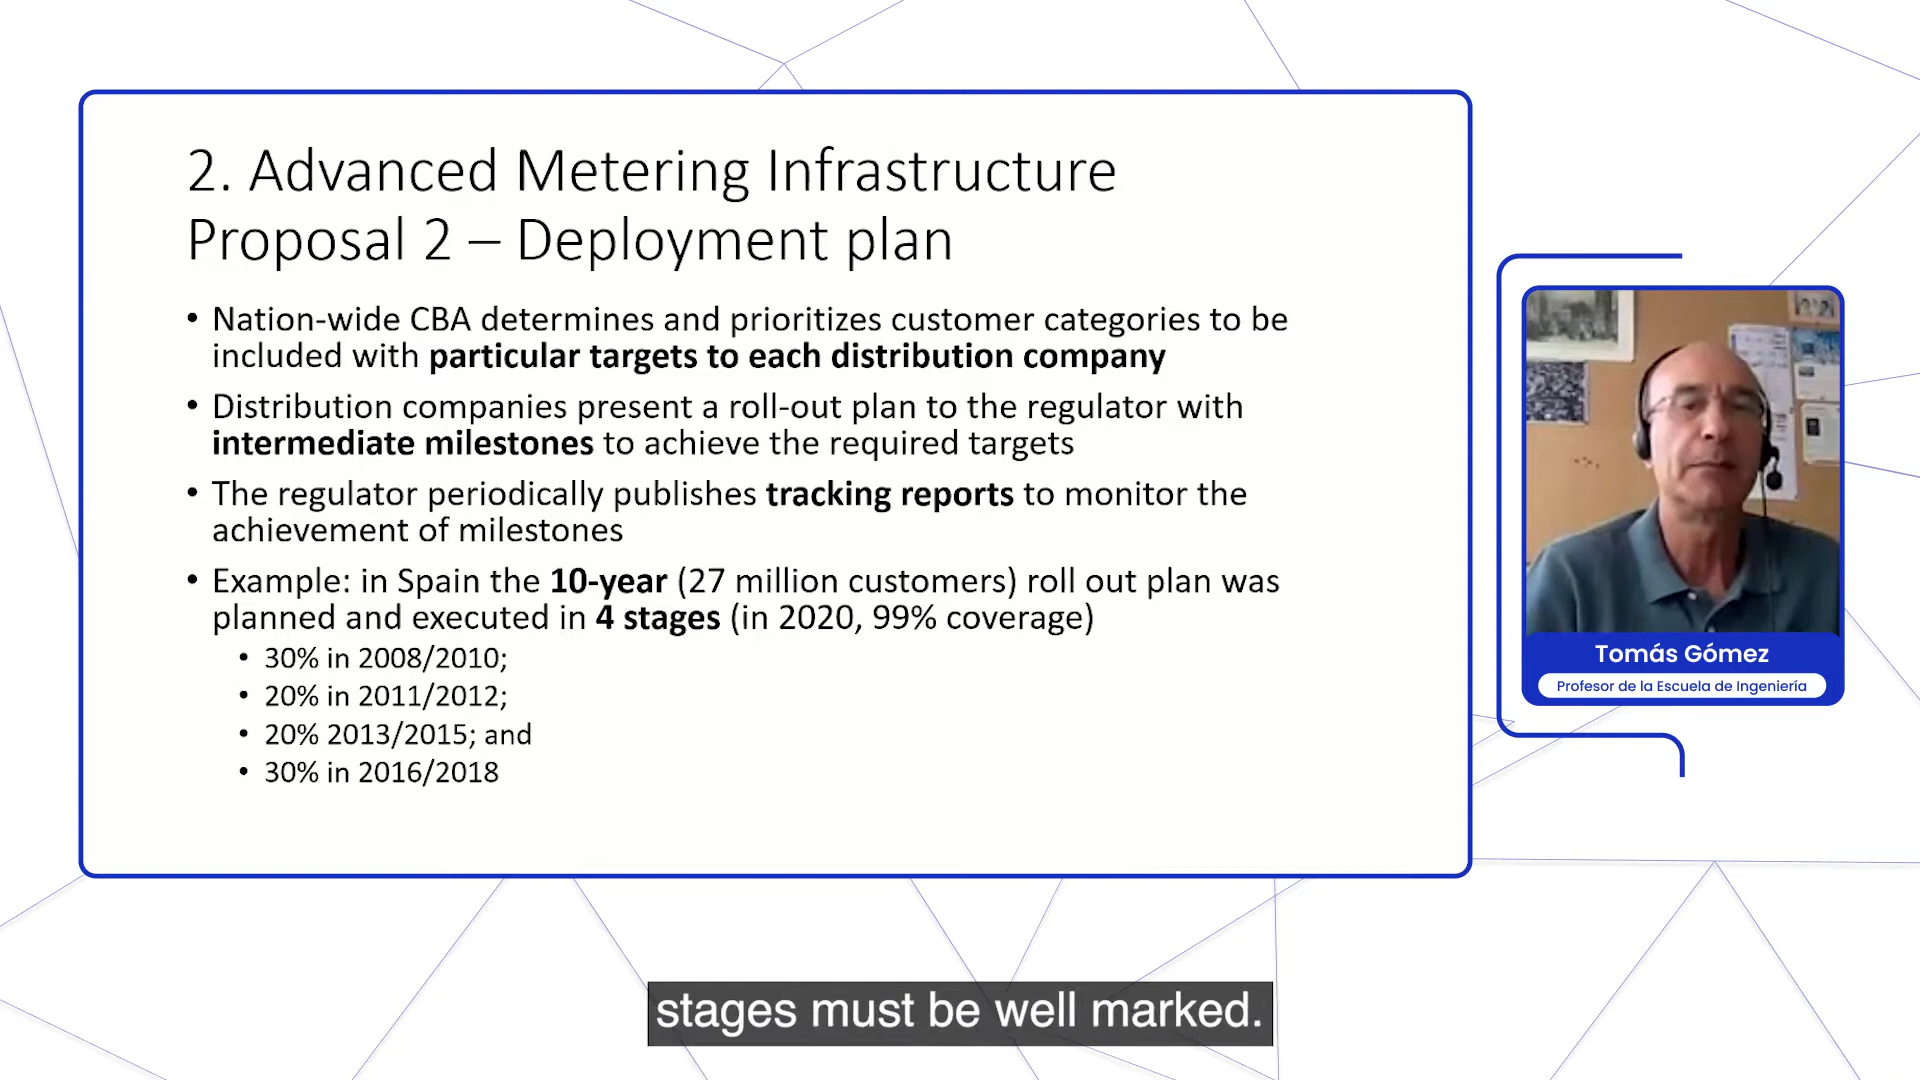 2. Advanced Metering Infrastructure
Proposal 2 – Deployment plan
• Nation-wide CBA determines and prioritizes customer categories to be
included with particular targets to each distribution company
• Distribution companies present a roll-out plan to the regulator with
intermediate milestones to achieve the required targets
• The regulator periodically publishes tracking reports to monitor the
achievement of milestones
• Example: in Spain the 10-year (27 million customers) roll out plan was
planned and executed in 4 stages (in 2020, 99% coverage)
• 30% in 2008/2010;
• 20% in 2011/2012;
• 20% 2013/2015; and
• 30% in 2016/2018
Tomás Gómez
Profesor de la Escuela de Ingeniería
stages must be well marked.